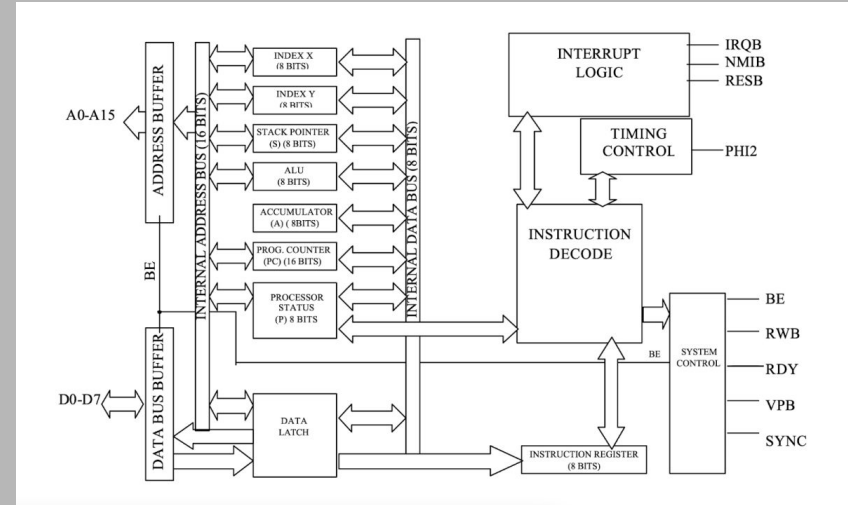 A0-A15
ADDRESS BUFFER
BE
DATA BUS BUFFER
D0-D7
INTERNAL ADDRESS BUS (16 BITS)
INDEX X
(8 BITS)
INDEX Y
(8 BITS)
STACK POINTER
(S) (8 BITS)
ALU
(8 BITS)
ACCUMULATOR
(A) ( 8BITS)
PROG. COUNTER
(PC) (16 BITS)
PROCESSOR
STATUS
(P) 8 BITS
DATA
LATCH
INTERNAL DATA BUS (8 BITS)
INTERRUPT
LOGIC
IRQB
NMIB
RESB
TIMING
CONTROL
PHI2
INSTRUCTION
DECODE
BE
SYSTEM
CONTROL
BE
RWB
RDY
VPB
SYNC
INSTRUCTION REGISTER
(8 BITS)